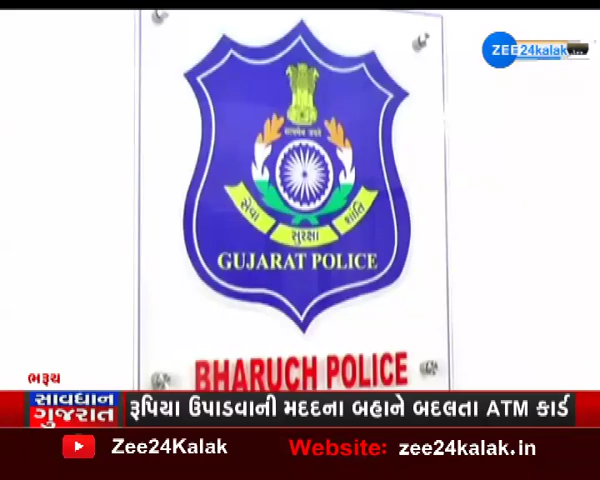 ZEE24kalak
सत्यमेव जयते
સેવા
સુરક્ષા
શાંતિ
GUJARAT POLICE
BHARUCH POLICE
ભરૂચ
સાવધાન
ગુજરાત
રૂપિયા ઉપાડવાની મદદના બહાને બદલતા ATM કાર્ડ
Zee24Kalak
Website: zee24kalak.in